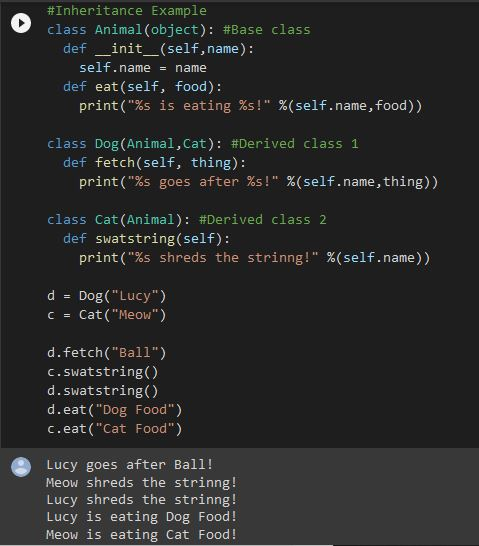 #Inheritance Example
class Animal(object): #Base class
  def __init__(self,name):
    self.name = name
  def eat(self, food):
    print("%s is eating %s!" %(self.name,food))

class Dog(Animal,Cat): #Derived class 1
  def fetch(self, thing):
    print("%s goes after %s!" %(self.name,thing))

class Cat(Animal): #Derived class 2
  def swatstring(self):
    print("%s shreds the strinng!" %(self.name))

d = Dog("Lucy")
c = Cat("Meow")

d.fetch("Ball")
c.swatstring()
d.swatstring()
d.eat("Dog Food")
c.eat("Cat Food")

Lucy goes after Ball!
Meow shreds the strinng!
Lucy shreds the strinng!
Lucy is eating Dog Food!
Meow is eating Cat Food!